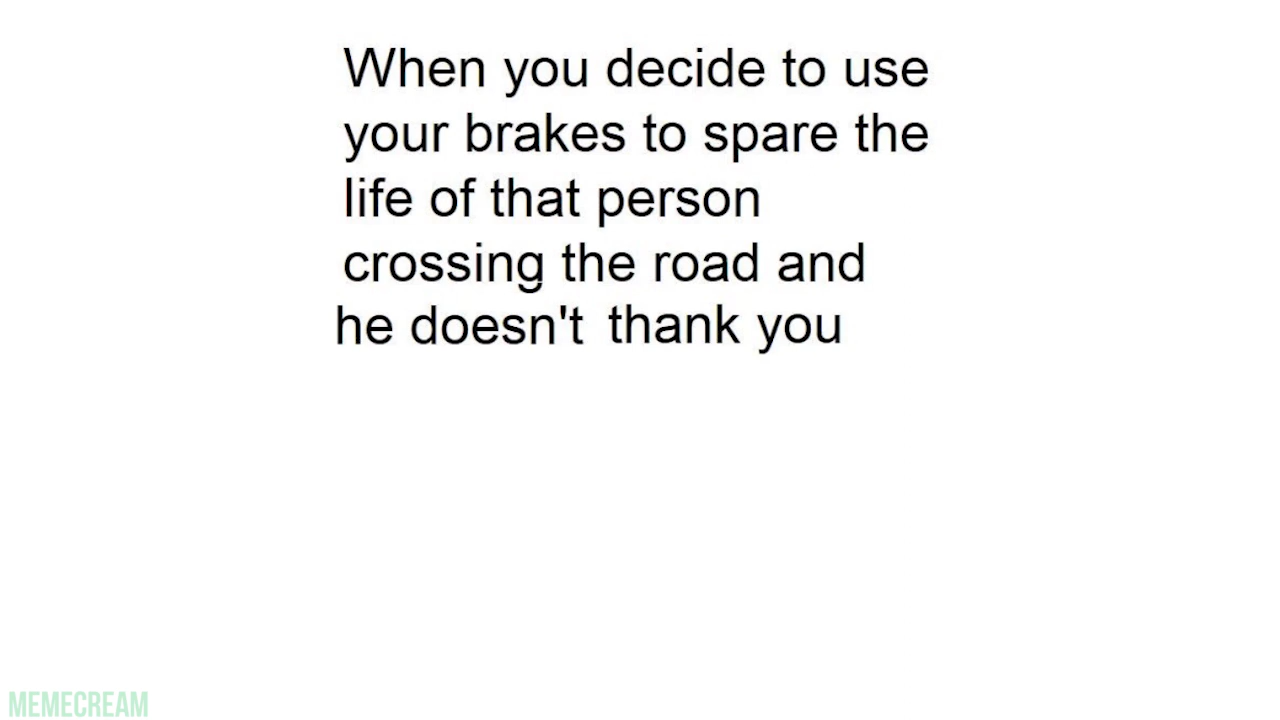 When you decide to use
your brakes to spare the
life of that person
crossing the road and
he doesn't thank you
MEMECREAM